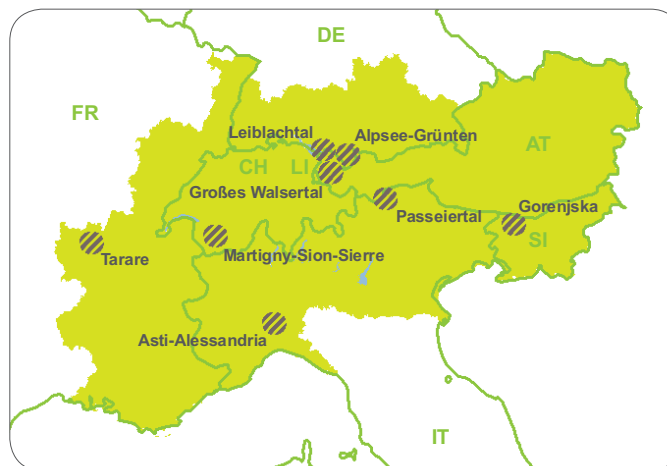 DE
FR
Leiblachtal
Alpsee-Grünten
CH
LI
AT
Großes Walsertal
Passeiertal
Gorenjska
SI
Tarare
Martigny-Sion-Sierre
Asti-Alessandria
IT